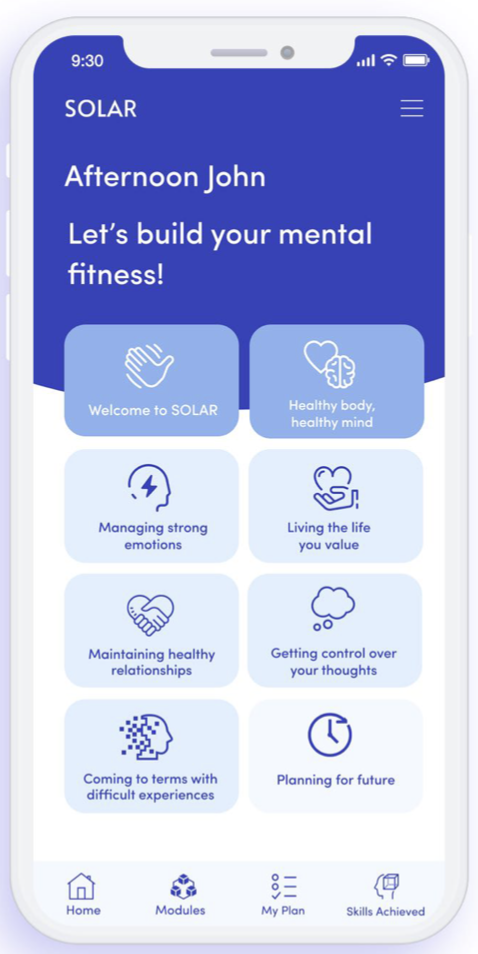 9:30
SOLAR
Afternoon John
Let's build your mental
fitness!
Welcome to SOLAR
Healthy body,
healthy mind
Managing strong
emotions
Living the life
you value
Maintaining healthy
relationships
Getting control over
your thoughts
Coming to terms with
difficult experiences
Planning for future
Home
Modules
My Plan
Skills Achieved